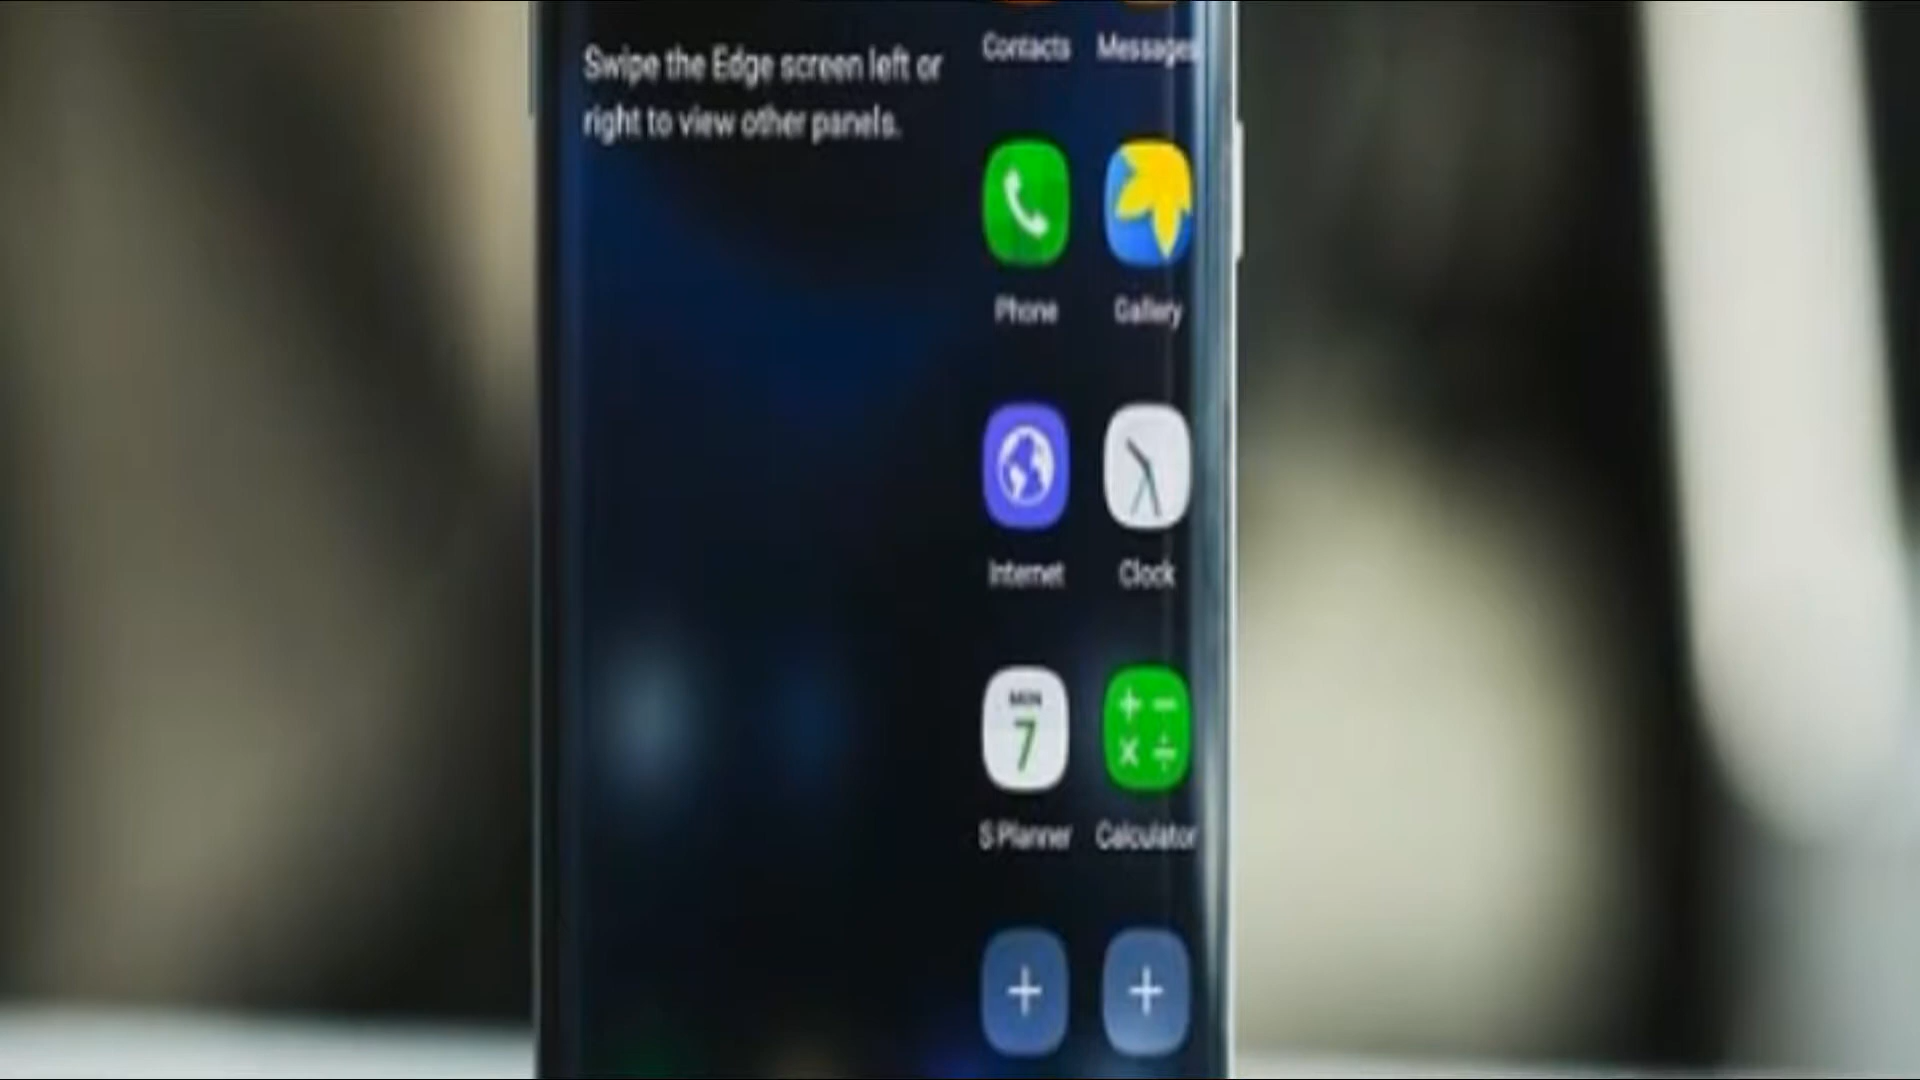 Contacts Messages
Swipe the Edge screen left or
right to view other panels.
Phone Gallery
Internet Clock
MON
7
S Planner Calculator